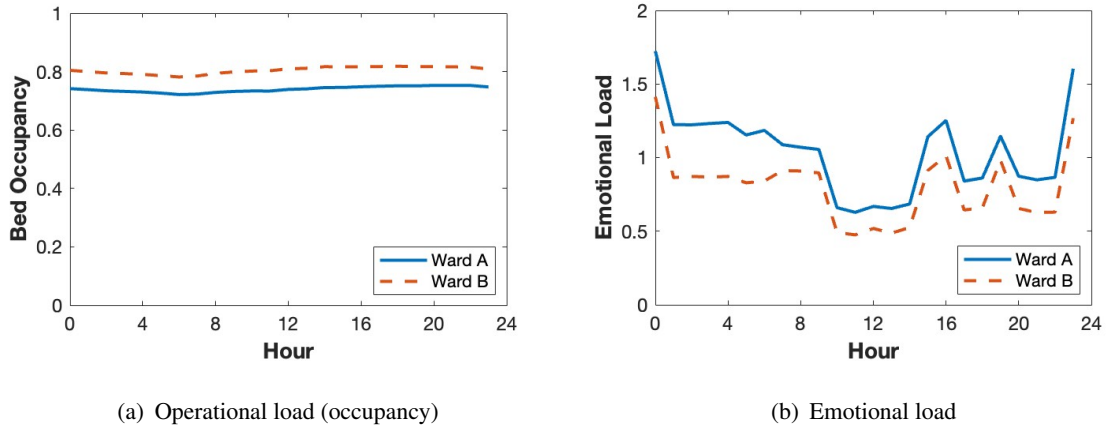 1
0.8
0.6
0.4
0.2
0
Bed Occupancy
Ward A
Ward B
0 4 8 12 16 20 24
Hour
(a) Operational load (occupancy)
2
1.5
1
0.5
0
Emotional Load
Ward A
Ward B
0 4 8 12 16 20 24
Hour
(b) Emotional load